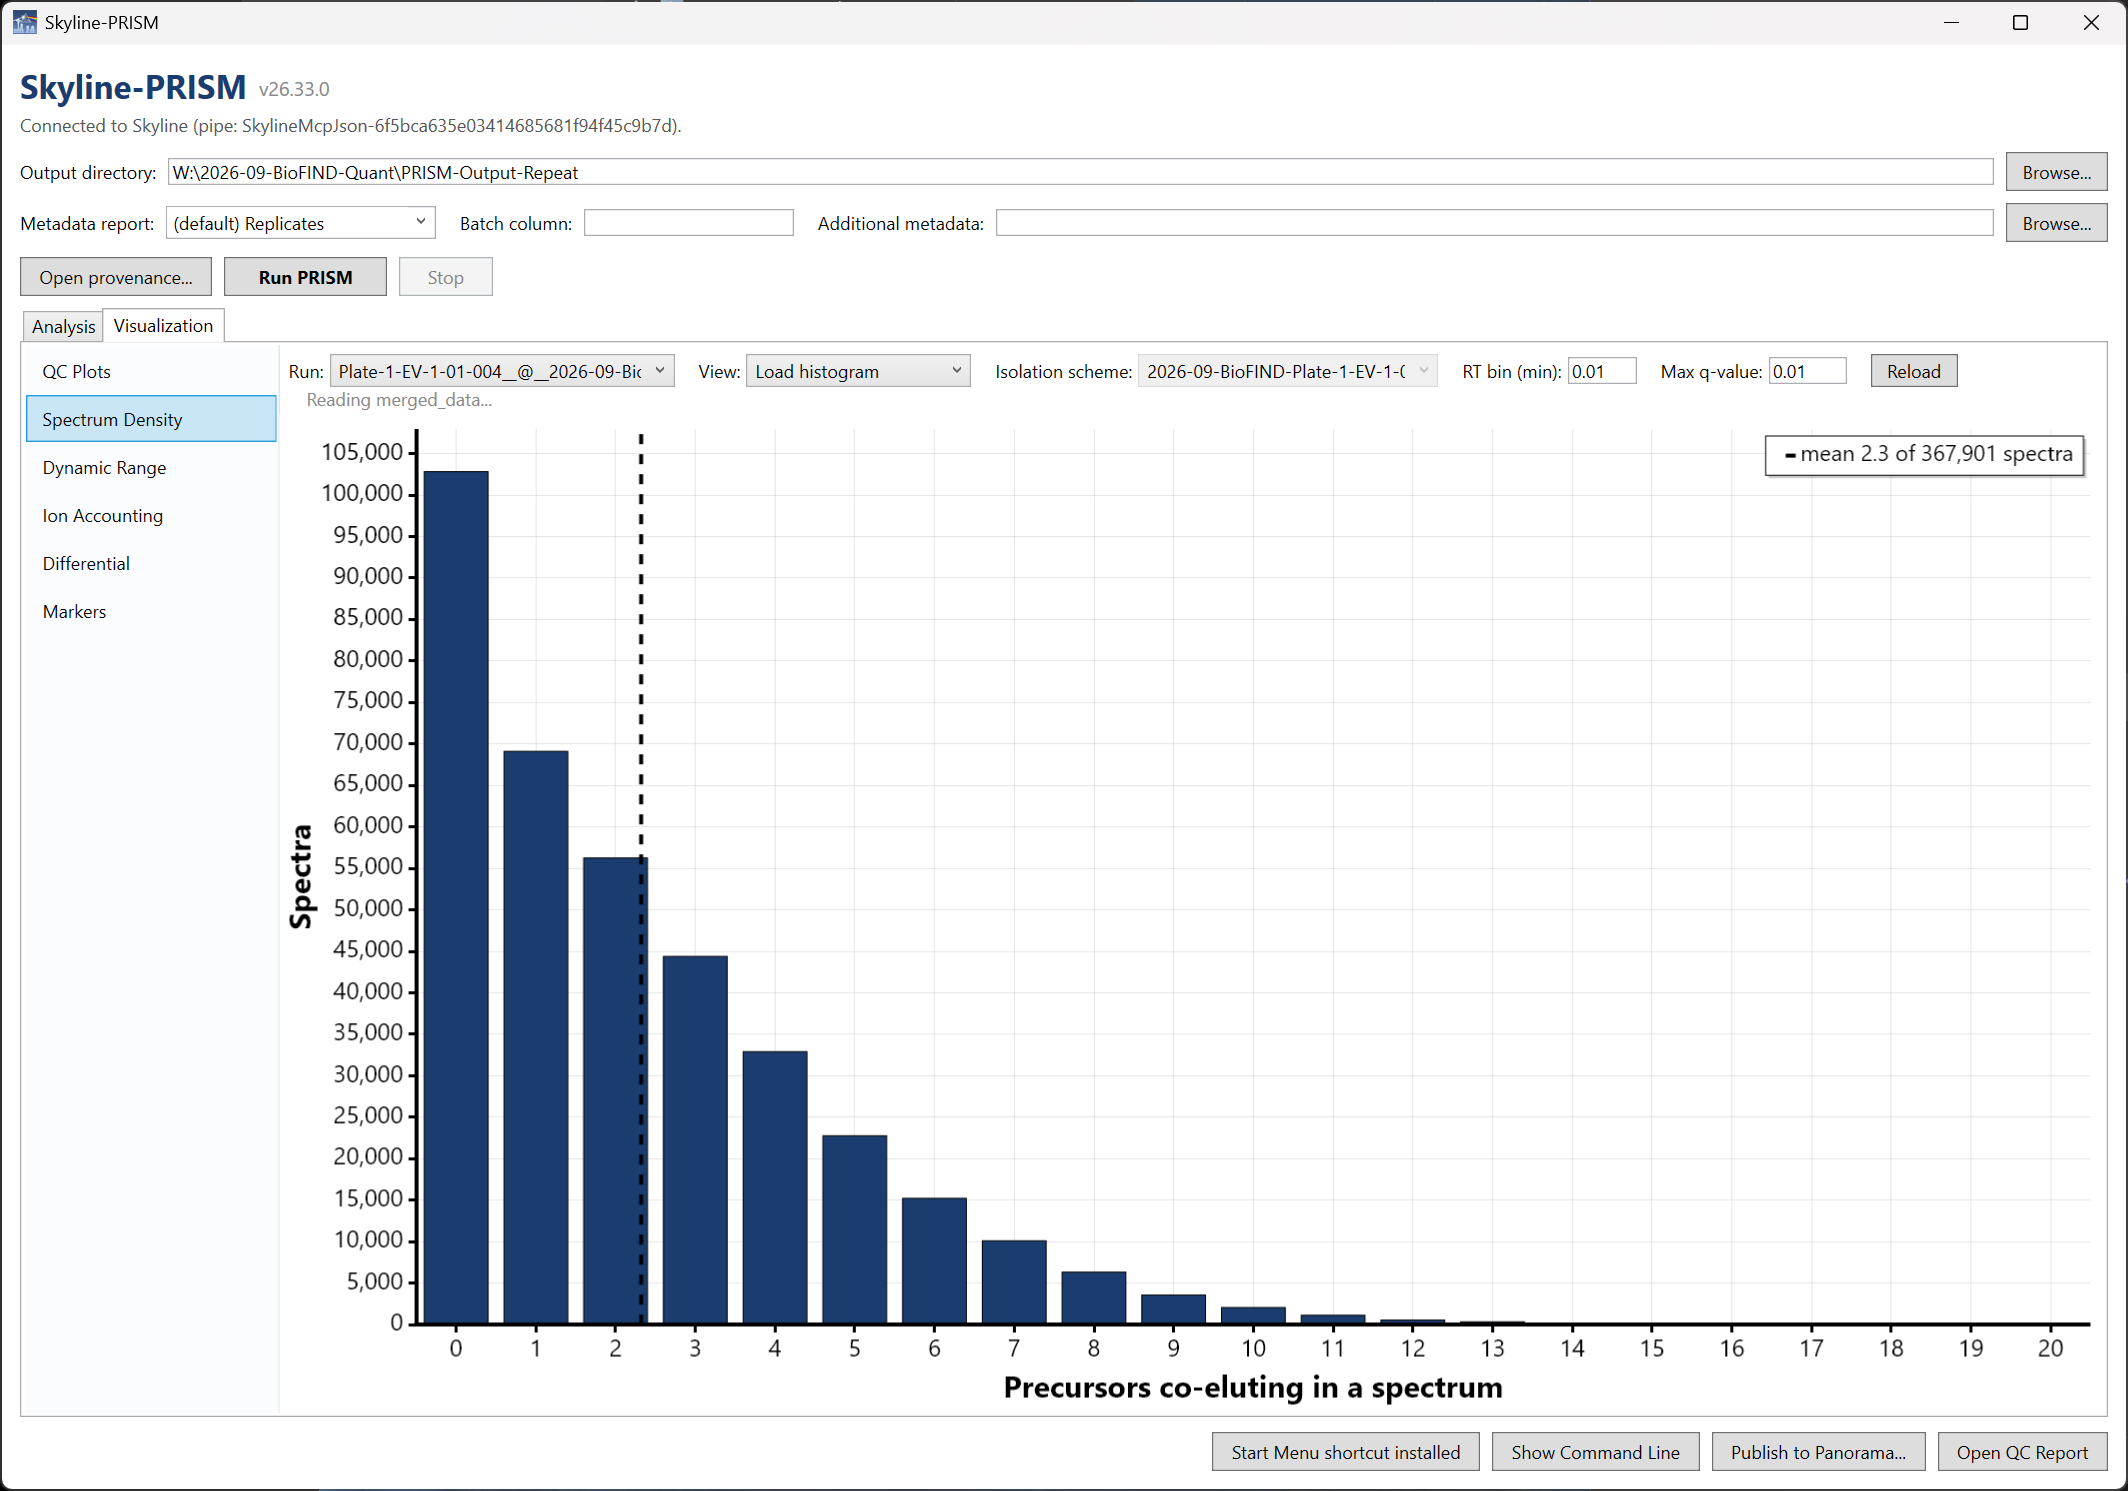 Skyline-PRISM
Skyline-PRISM v26.33.0
Connected to Skyline (pipe: SkylineMcpJson-6f5bca635e03414685681f94f45c9b7d).
Output directory: W:\2026-09-BioFIND-Quant\PRISM-Output-Repeat Browse...
Metadata report: (default) Replicates Batch column: Additional metadata: Browse...
Open provenance... Run PRISM Stop
Analysis Visualization
QC Plots
Spectrum Density
Dynamic Range
Ion Accounting
Differential
Markers
Run: Plate-1-EV-1-01-004__@__2026-09-Bic View: Load histogram Isolation scheme: 2026-09-BioFIND-Plate-1-EV-1-0 RT bin (min): 0.01 Max q-value: 0.01 Reload
Reading merged_data...
mean 2.3 of 367,901 spectra
105,000
100,000
95,000
90,000
85,000
80,000
75,000
70,000
65,000
60,000
55,000
50,000
45,000
40,000
35,000
30,000
25,000
20,000
15,000
10,000
5,000
0
Spectra
0 1 2 3 4 5 6 7 8 9 10 11 12 13 14 15 16 17 18 19 20
Precursors co-eluting in a spectrum
Start Menu shortcut installed Show Command Line Publish to Panorama... Open QC Report